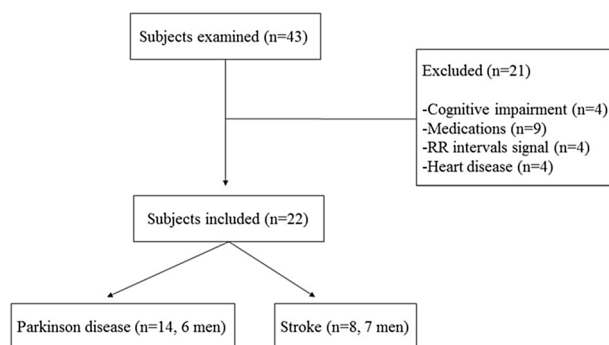 Subjects examined (n=43)
Excluded (n=21)
-Cognitive impairment (n=4)
-Medications (n=9)
-RR intervals signal (n=4)
-Heart disease (n=4)
Subjects included (n=22)
Parkinson disease (n=14, 6 men)
Stroke (n=8, 7 men)